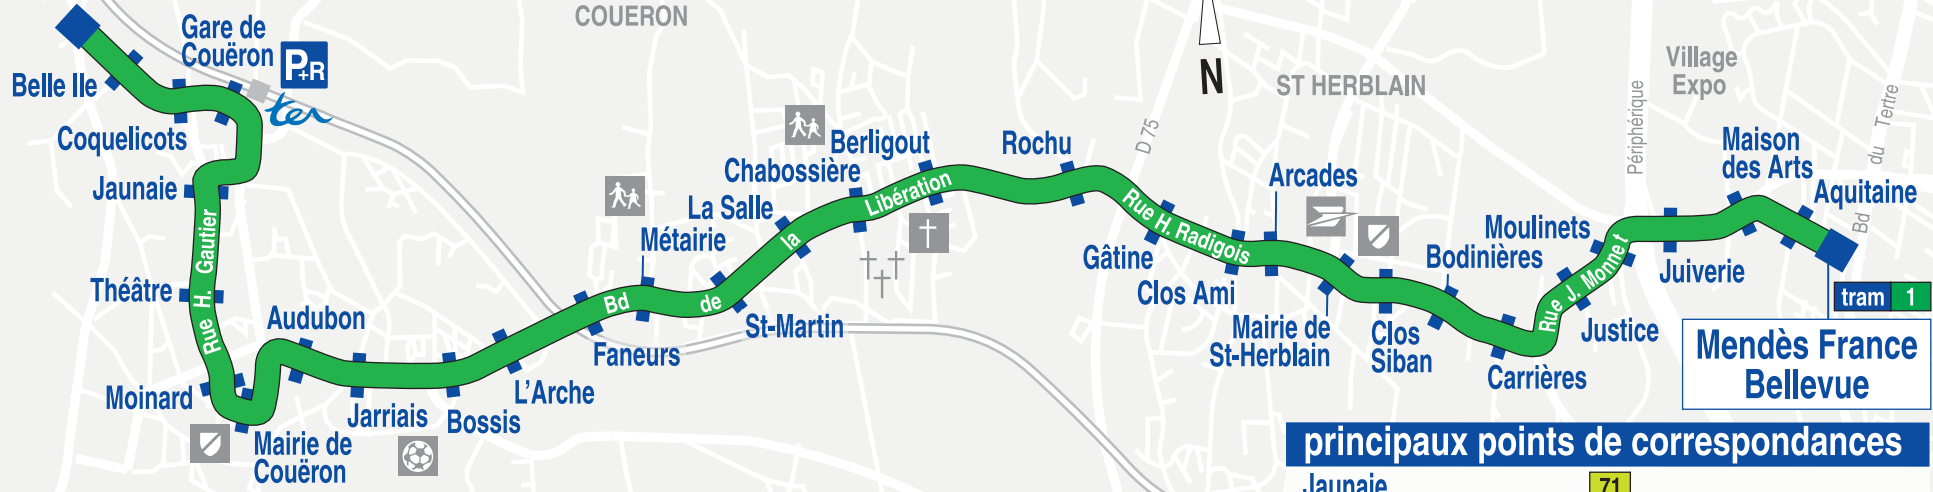 COUERON
Gare de
Couëron
P+R
ter
Belle Ile
Coquelicots
Jaunaie
Rue H. Gautier
Théâtre
Moinard
Mairie de
Couëron
Audubon
Jarriais
Bossis
L'Arche
Faneurs
Métairie
Bd de la Libération
La Salle
St-Martin
Chabossière
Berligout
Rochu
N
D 75
ST HERBLAIN
Rue H. Radigois
Gâtine
Clos Ami
Arcades
Mairie de
St-Herblain
Clos
Siban
Bodinières
Carrières
Moulinets
Rue J. Monnet
Justice
Juiverie
Périphérique
Village
Expo
Maison
des Arts
Aquitaine
Bd du Tertre
tram 1
Mendès France
Bellevue
principaux points de correspondances
Jaunaie 71